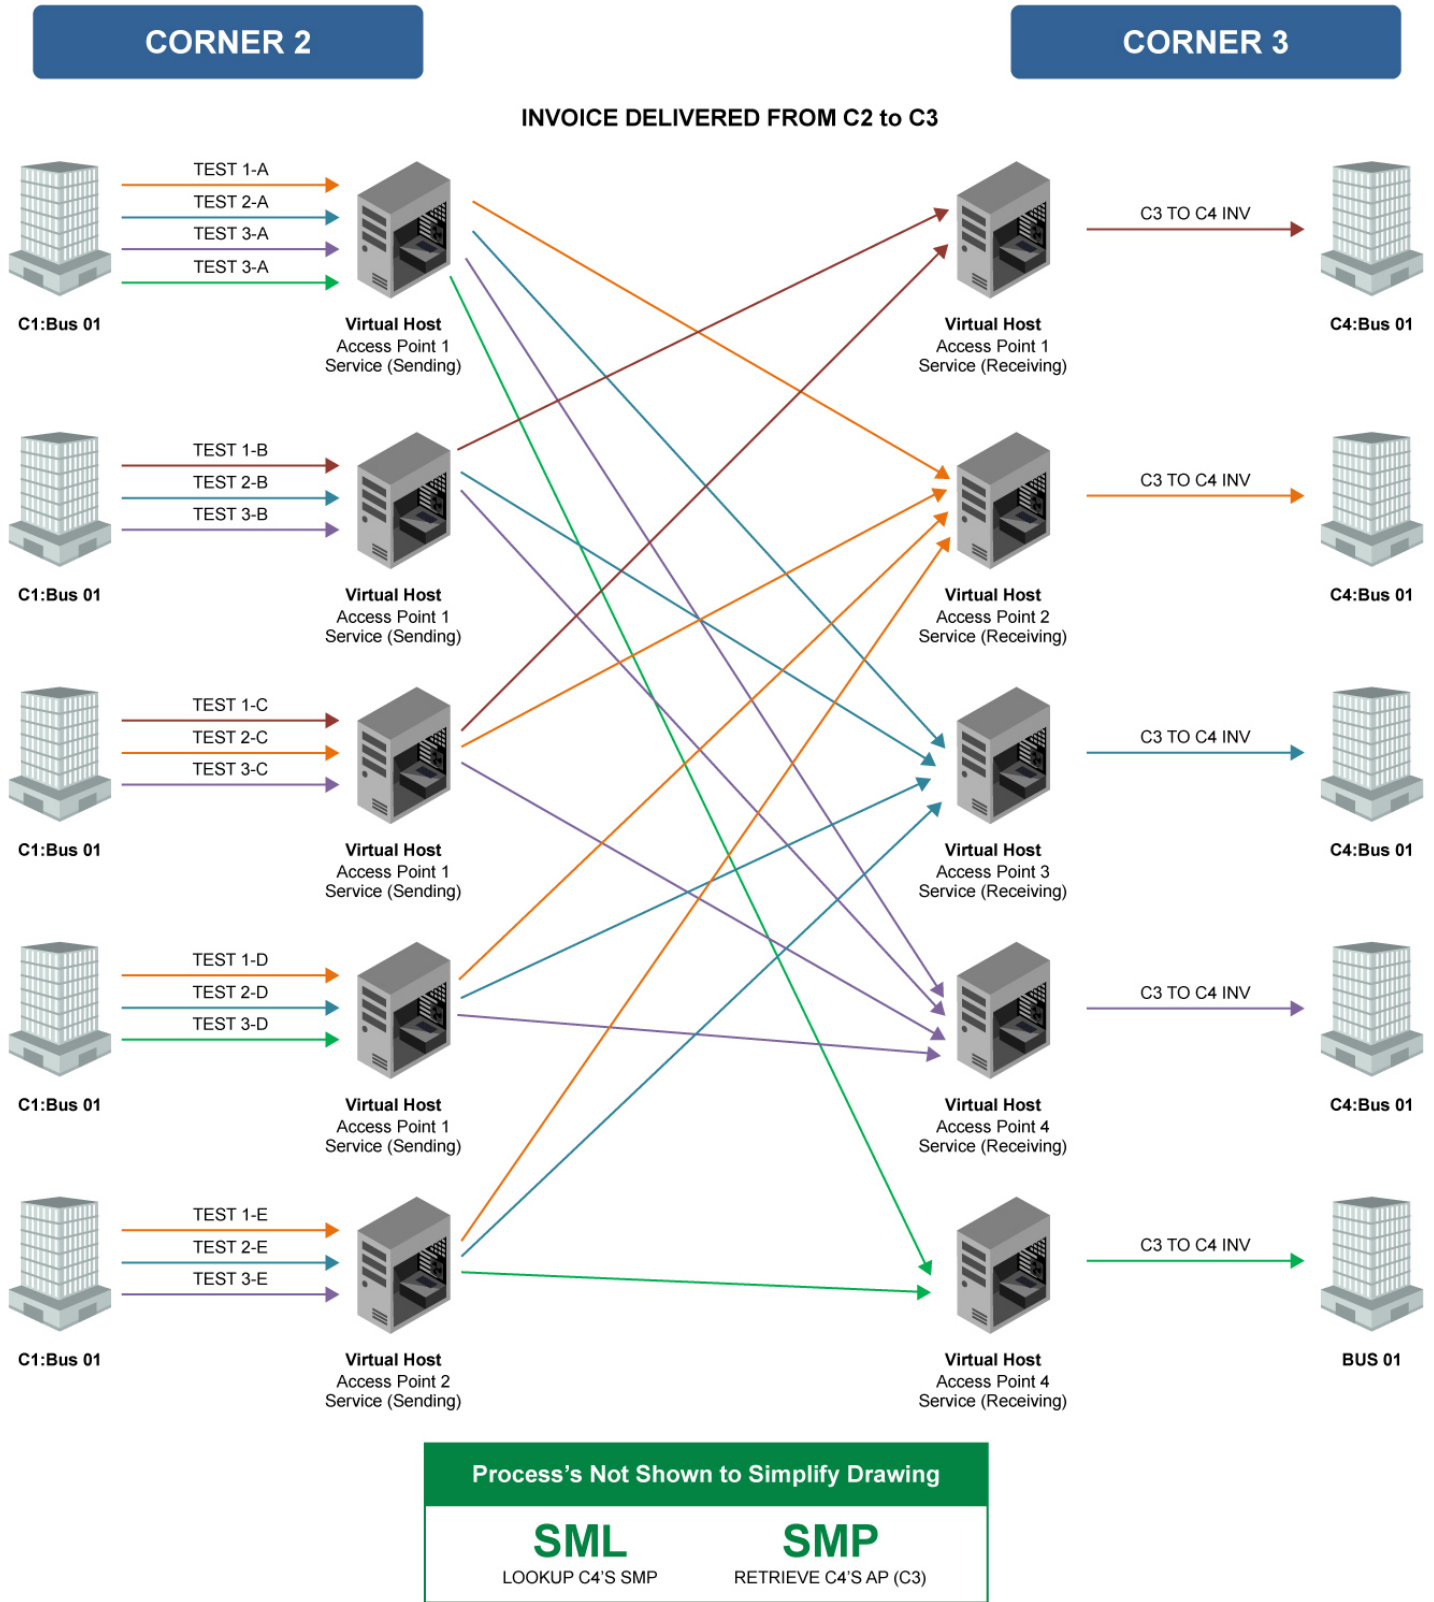 CORNER 2
CORNER 3
INVOICE DELIVERED FROM C2 to C3
TEST 1-A
TEST 2-A
TEST 3-A
TEST 3-A
C3 TO C4 INV
C1:Bus 01
Virtual Host
Access Point 1
Service (Sending)
Virtual Host
Access Point 1
Service (Receiving)
C4:Bus 01
TEST 1-B
TEST 2-B
TEST 3-B
C3 TO C4 INV
C1:Bus 01
Virtual Host
Access Point 1
Service (Sending)
Virtual Host
Access Point 2
Service (Receiving)
C4:Bus 01
TEST 1-C
TEST 2-C
TEST 3-C
C3 TO C4 INV
C1:Bus 01
Virtual Host
Access Point 1
Service (Sending)
Virtual Host
Access Point 3
Service (Receiving)
C4:Bus 01
TEST 1-D
TEST 2-D
TEST 3-D
C3 TO C4 INV
C1:Bus 01
Virtual Host
Access Point 1
Service (Sending)
Virtual Host
Access Point 4
Service (Receiving)
C4:Bus 01
TEST 1-E
TEST 2-E
TEST 3-E
C3 TO C4 INV
C1:Bus 01
Virtual Host
Access Point 2
Service (Sending)
Virtual Host
Access Point 4
Service (Receiving)
BUS 01
Process's Not Shown to Simplify Drawing
SML
LOOKUP C4'S SMP
SMP
RETRIEVE C4'S AP (C3)